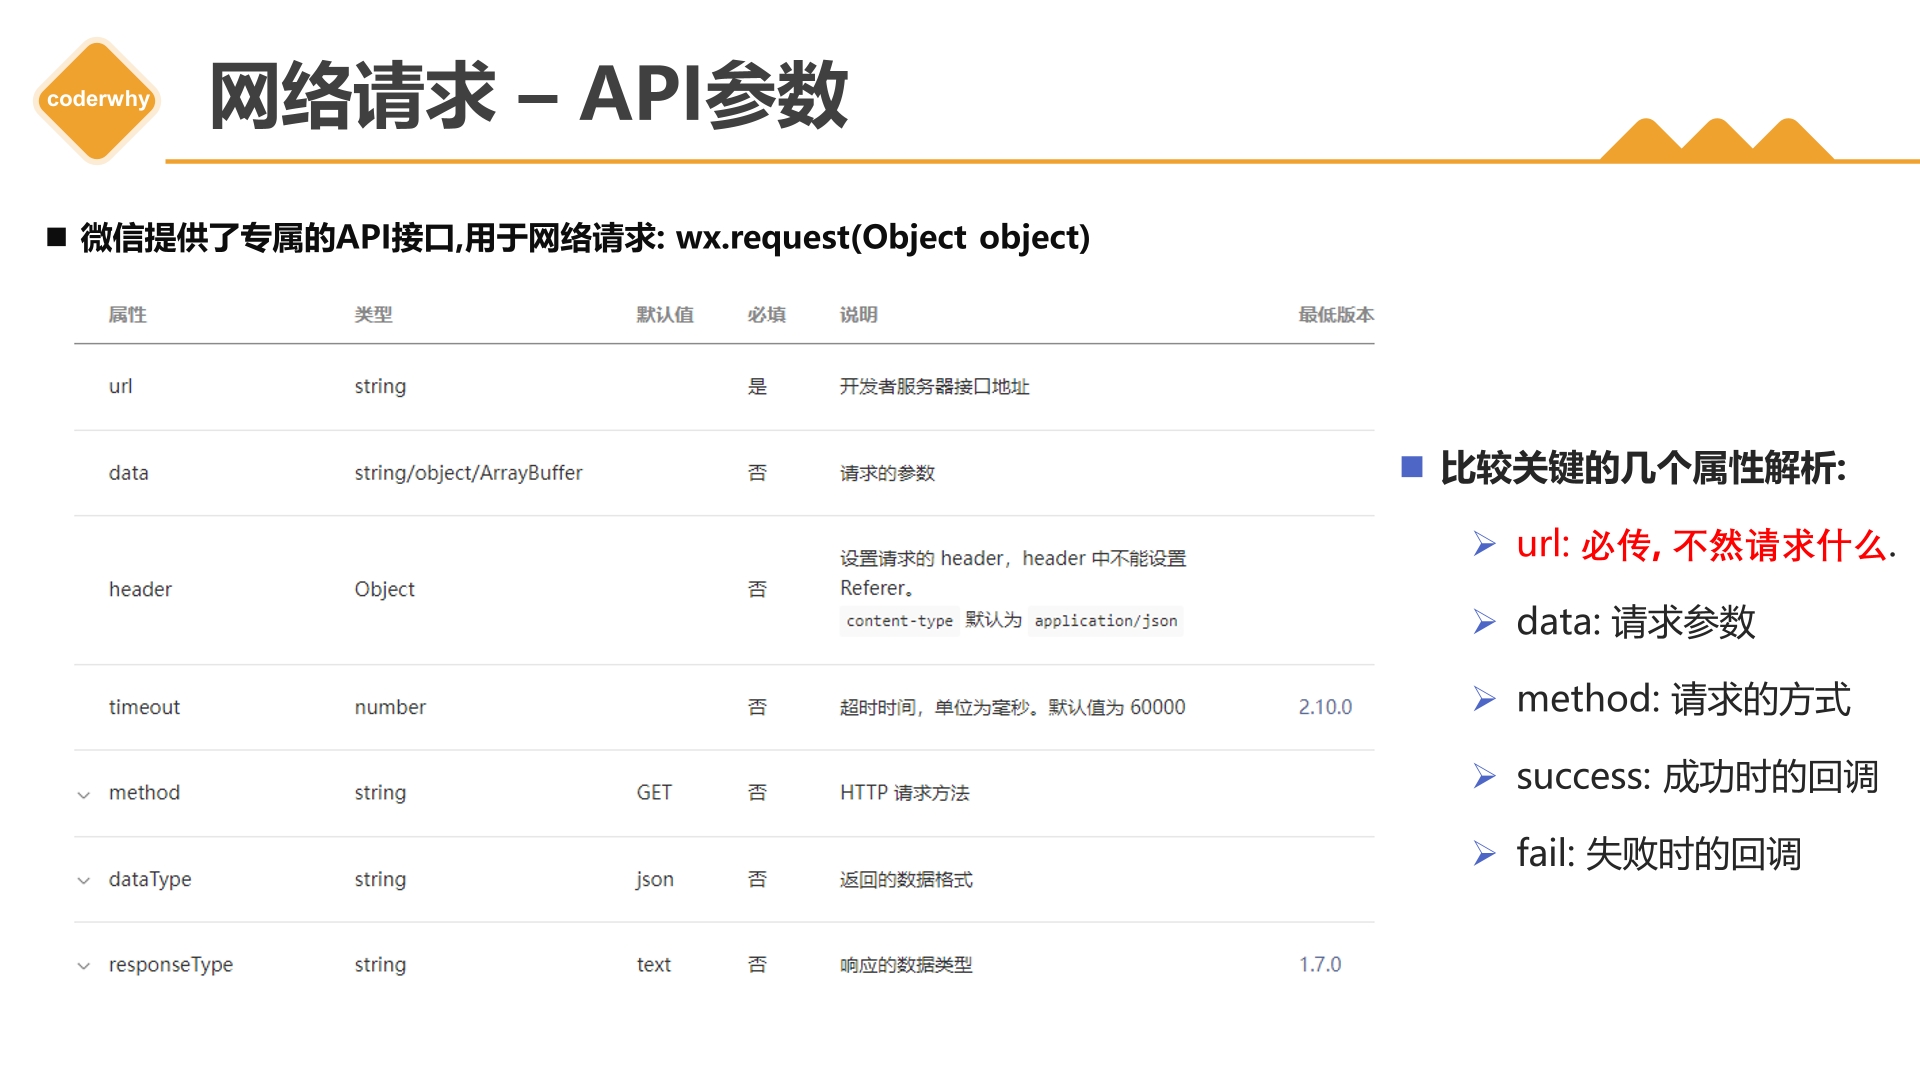 coderwhy
网络请求 – API参数
微信提供了专属的API接口,用于网络请求: wx.request(Object object)
属性 类型 默认值 必填 说明 最低版本
url string 是 开发者服务器接口地址
data string/object/ArrayBuffer 否 请求的参数
header Object 否 设置请求的 header，header 中不能设置
Referer。
content-type 默认为 application/json
timeout number 否 超时时间，单位为毫秒。默认值为 60000 2.10.0
method string GET 否 HTTP 请求方法
dataType string json 否 返回的数据格式
responseType string text 否 响应的数据类型 1.7.0
比较关键的几个属性解析:
url: 必传, 不然请求什么.
data: 请求参数
method: 请求的方式
success: 成功时的回调
fail: 失败时的回调